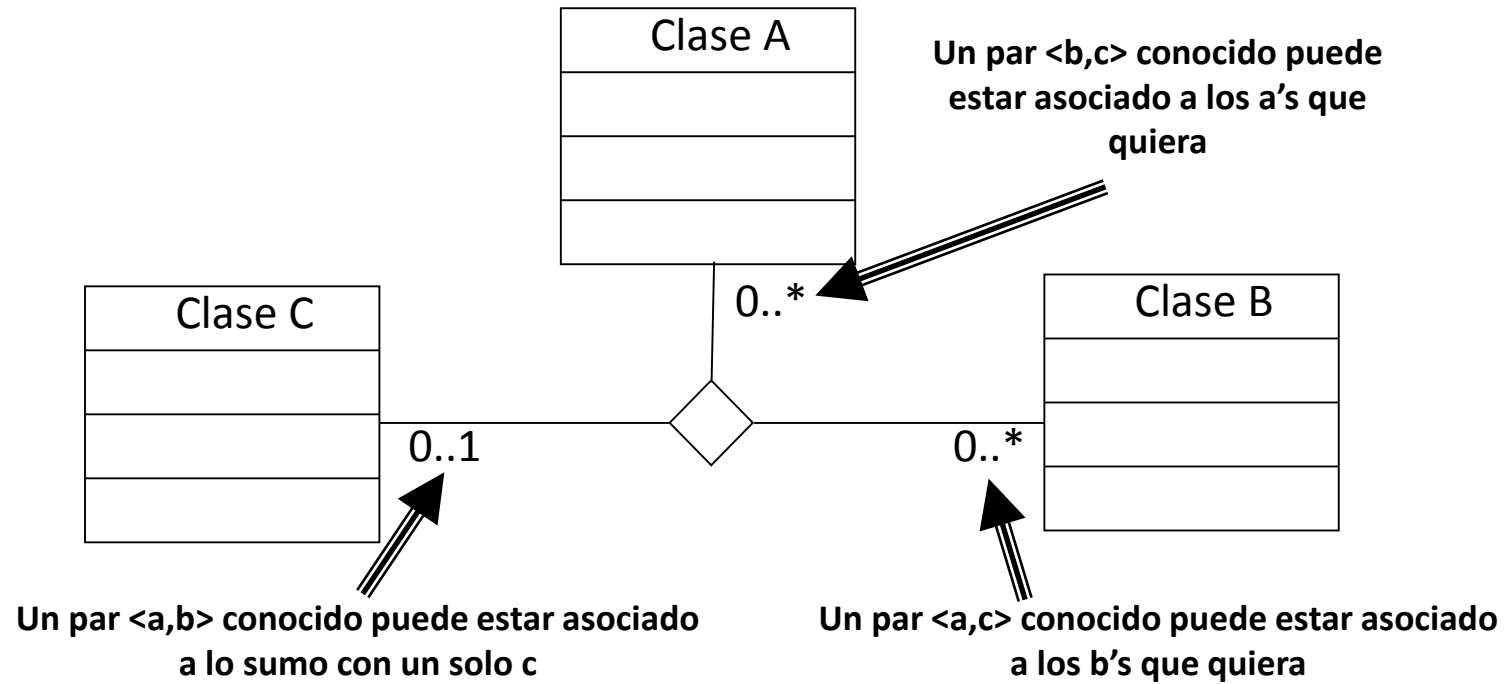 Clase A
Un par <b,c> conocido puede
estar asociado a los a’s que
quiera
0..*
Clase C
Clase B
0..1
0..*
Un par <a,b> conocido puede estar asociado
a lo sumo con un solo c
Un par <a,c> conocido puede estar asociado
a los b’s que quiera